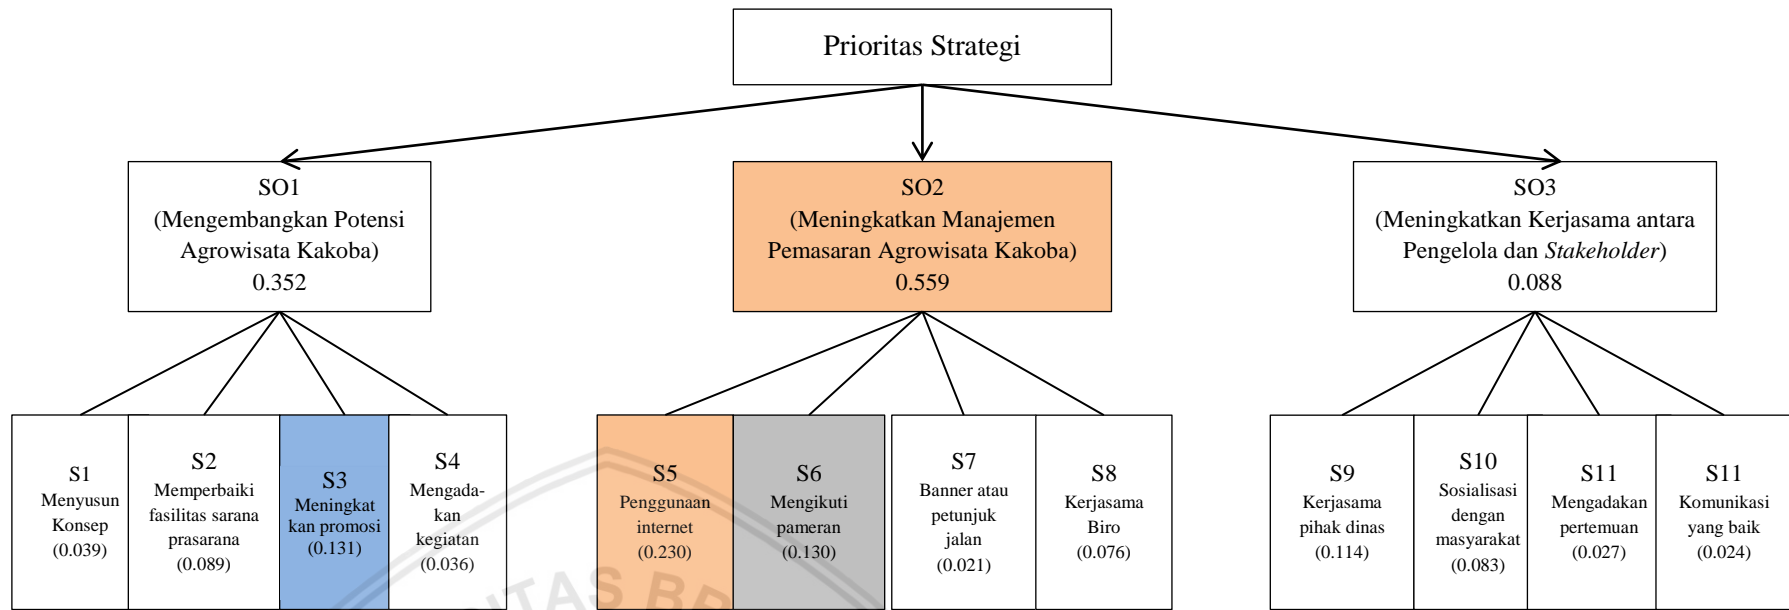 Prioritas Strategi
SO1
(Mengembangkan Potensi
Agrowisata Kakoba)
0.352
SO2
(Meningkatkan Manajemen
Pemasaran Agrowisata Kakoba)
0.559
SO3
(Meningkatkan Kerjasama antara
Pengelola dan Stakeholder)
0.088
S1
Menyusun
Konsep
(0.039)
S2
Memperbaiki
fasilitas sarana
prasarana
(0.089)
S3
Meningkat
kan promosi
(0.131)
S4
Mengada-
kan
kegiatan
(0.036)
S5
Penggunaan
internet
(0.230)
S6
Mengikuti
pameran
(0.130)
S7
Banner atau
petunjuk
jalan
(0.021)
S8
Kerjasama
Biro
(0.076)
S9
Kerjasama
pihak dinas
(0.114)
S10
Sosialisasi
dengan
masyarakat
(0.083)
S11
Mengadakan
pertemuan
(0.027)
S11
Komunikasi
yang baik
(0.024)